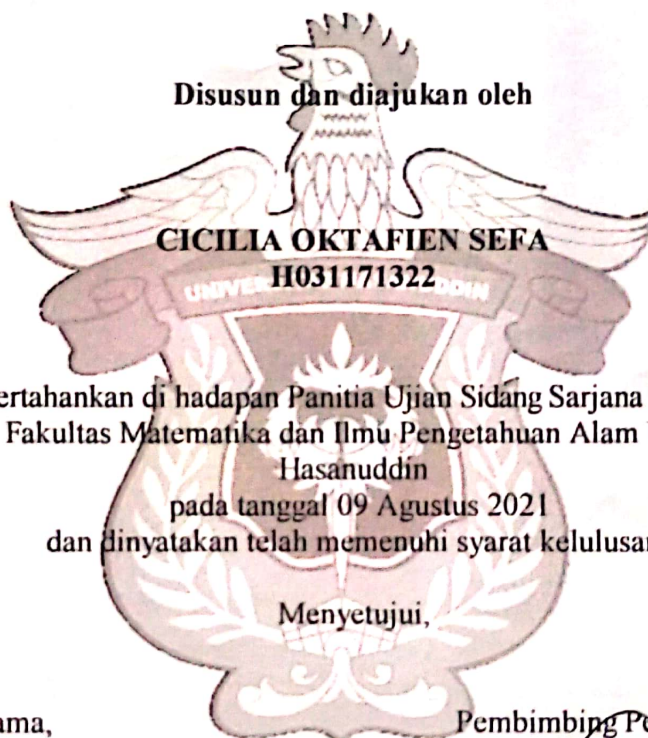 Disusun dan diajukan oleh
CICILIA OKTAFIEN SEFA
H031171322
ertahankan di hadapan Panitia Ujian Sidang Sarjana
Fakultas Matematika dan Ilmu Pengetahuan Alam
Hasanuddin
pada tanggal 09 Agustus 2021
dan dinyatakan telah memenuhi syarat kelulusan
Menyetujui,
ama,
Pembimbing Pe